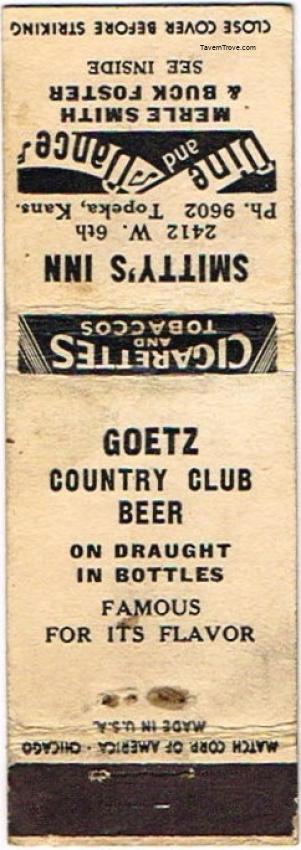 TavernTrove.com
SMITTY'S INN
2412 W. 6th
Ph. 9602 Topeka, Kans.
Dine and Dance
MERLE SMITH
& BUCK FOSTER
SEE INSIDE
CLOSE COVER BEFORE STRIKING
CIGARETTES
AND
TOBACCOS
GOETZ
COUNTRY CLUB
BEER
ON DRAUGHT
IN BOTTLES
FAMOUS
FOR ITS FLAVOR
MATCH CORP. OF AMERICA · CHICAGO
MADE IN U.S.A.